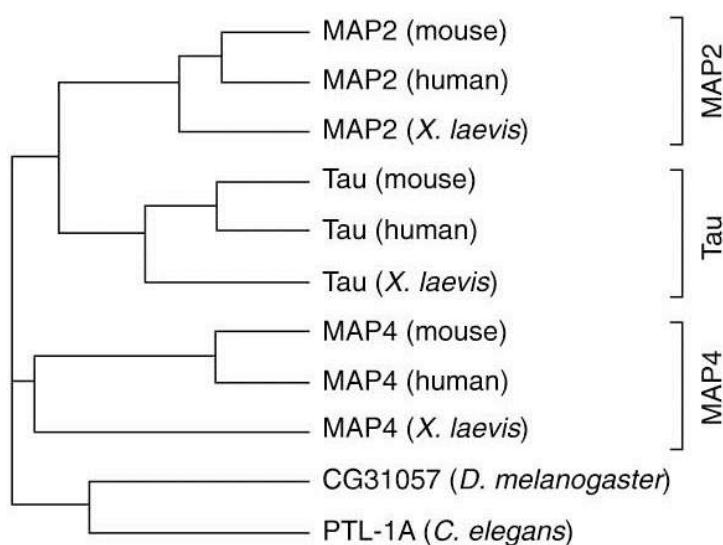 MAP2 (mouse)
MAP2 (human)
MAP2 (X. laevis)
MAP2
Tau (mouse)
Tau (human)
Tau (X. laevis)
Tau
MAP4 (mouse)
MAP4 (human)
MAP4 (X. laevis)
MAP4
CG31057 (D. melanogaster)
PTL-1A (C. elegans)